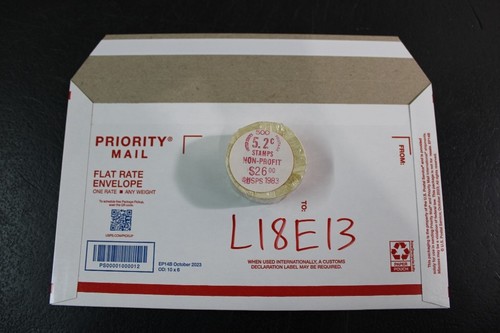 PRIORITY®
MAIL
FLAT RATE
ENVELOPE
ONE RATE ■ ANY WEIGHT
500
5.2¢
STAMPS
NON-PROFIT
$26.00
©USPS 1983
FROM:
TO:
L18E13
PS00001000012
EP14B October 2023
OD: 10 x 6
WHEN USED INTERNATIONALLY, A CUSTOMS
DECLARATION LABEL MAY BE REQUIRED.
PAPER
POUCH